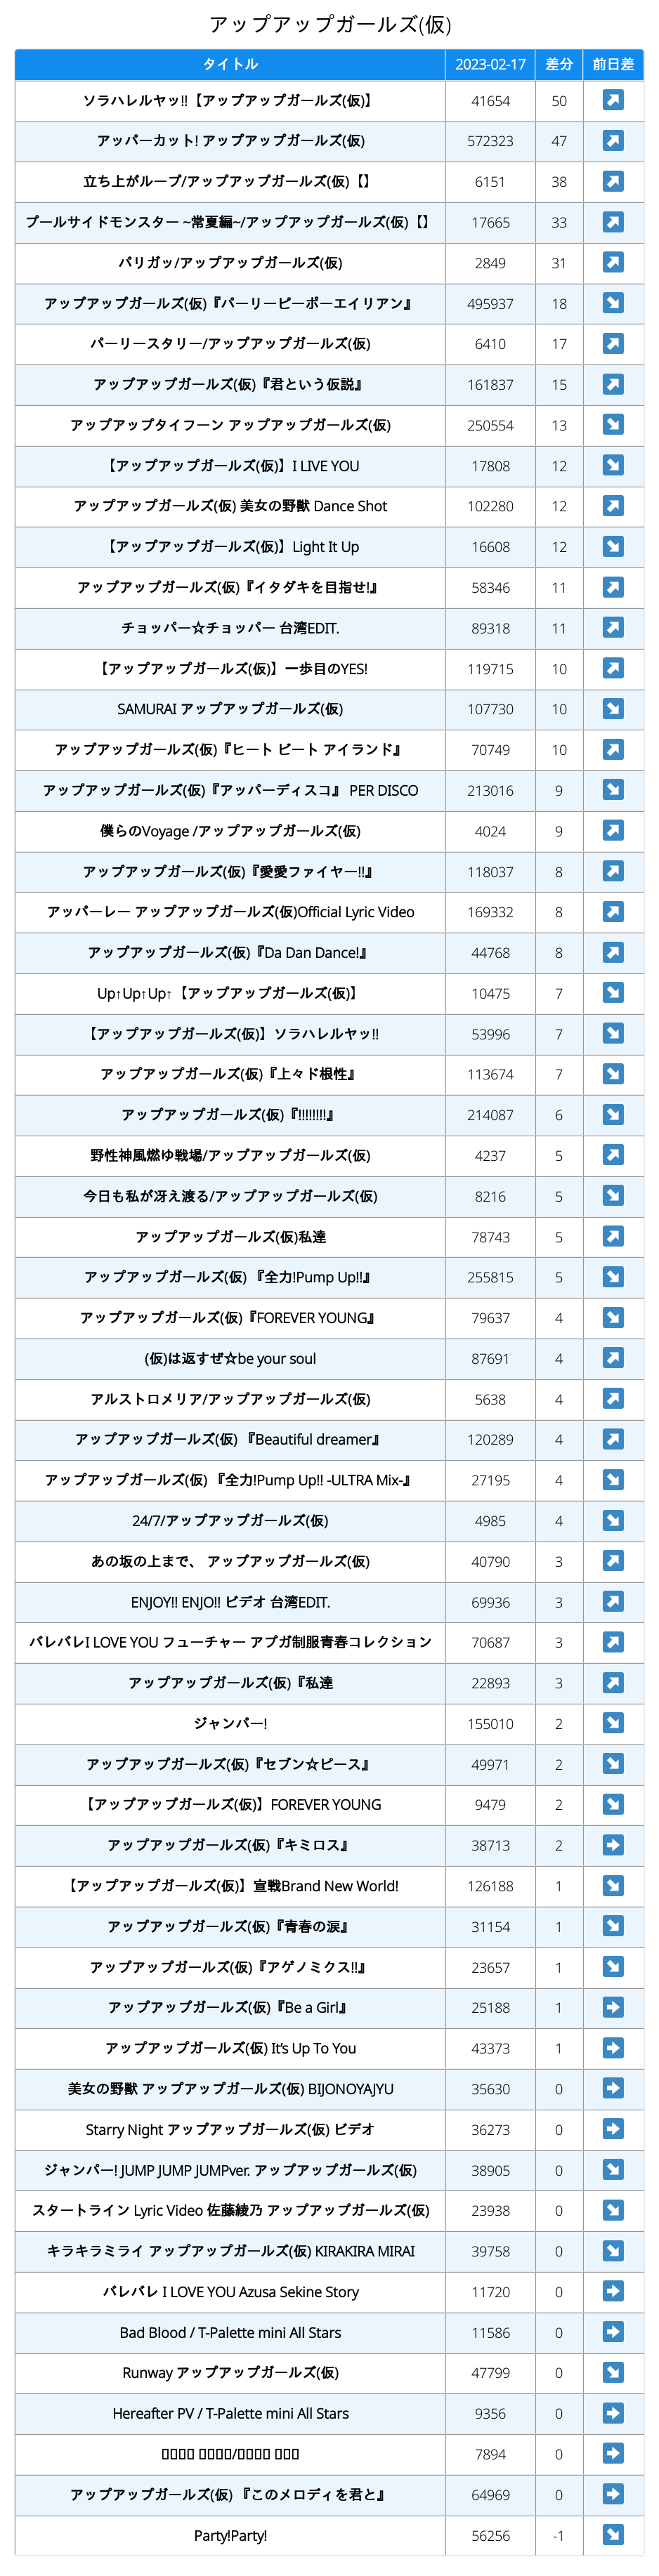 アップアップガールズ(仮)
タイトル 2023-02-17 差分 前日差
ソラハレルヤッ!!【アップアップガールズ(仮)】 41654 50 ↗
アッパーカット! アップアップガールズ(仮) 572323 47 ↗
立ち上がループ/アップアップガールズ(仮)【】 6151 38 ↗
プールサイドモンスター ~常夏編~/アップアップガールズ(仮)【】 17665 33 ↗
パリガッ/アップアップガールズ(仮) 2849 31 ↗
アップアップガールズ(仮)『パーリーピーポーエイリアン』 495937 18 ↘
パーリースタリー/アップアップガールズ(仮) 6410 17 ↗
アップアップガールズ(仮)『君という仮説』 161837 15 ↗
アップアップタイフーン アップアップガールズ(仮) 250554 13 ↘
【アップアップガールズ(仮)】I LIVE YOU 17808 12 ↘
アップアップガールズ(仮) 美女の野獣 Dance Shot 102280 12 ↗
【アップアップガールズ(仮)】Light It Up 16608 12 ↘
アップアップガールズ(仮)『イタダキを目指せ!』 58346 11 ↗
チョッパー☆チョッパー 台湾EDIT. 89318 11 ↗
【アップアップガールズ(仮)】一歩目のYES! 119715 10 ↗
SAMURAI アップアップガールズ(仮) 107730 10 ↘
アップアップガールズ(仮)『ヒート ビート アイランド』 70749 10 ↗
アップアップガールズ(仮)『アッパーディスコ』 PER DISCO 213016 9 ↘
僕らのVoyage /アップアップガールズ(仮) 4024 9 ↗
アップアップガールズ(仮)『愛愛ファイヤー!!』 118037 8 ↗
アッパーレー アップアップガールズ(仮)Official Lyric Video 169332 8 ↗
アップアップガールズ(仮)『Da Dan Dance!』 44768 8 ↗
Up↑Up↑Up↑【アップアップガールズ(仮)】 10475 7 ↘
【アップアップガールズ(仮)】ソラハレルヤッ!! 53996 7 ↘
アップアップガールズ(仮)『上々ド根性』 113674 7 ↘
アップアップガールズ(仮)『!!!!!!!!』 214087 6 ↘
野性神風燃ゆ戦場/アップアップガールズ(仮) 4237 5 ↗
今日も私が冴え渡る/アップアップガールズ(仮) 8216 5 ↘
アップアップガールズ(仮)私達 78743 5 ↗
アップアップガールズ(仮) 『全力!Pump Up!!』 255815 5 ↘
アップアップガールズ(仮)『FOREVER YOUNG』 79637 4 ↘
(仮)は返すぜ☆be your soul 87691 4 ↗
アルストロメリア/アップアップガールズ(仮) 5638 4 ↗
アップアップガールズ(仮) 『Beautiful dreamer』 120289 4 ↗
アップアップガールズ(仮) 『全力!Pump Up!! -ULTRA Mix-』 27195 4 ↘
24/7/アップアップガールズ(仮) 4985 4 ↘
あの坂の上まで、 アップアップガールズ(仮) 40790 3 ↗
ENJOY!! ENJO!! ビデオ 台湾EDIT. 69936 3 ↗
バレバレI LOVE YOU フューチャー アプガ制服青春コレクション 70687 3 ↗
アップアップガールズ(仮)『私達 22893 3 ↗
ジャンパー! 155010 2 ↘
アップアップガールズ(仮)『セブン☆ピース』 49971 2 ↘
【アップアップガールズ(仮)】FOREVER YOUNG 9479 2 ↘
アップアップガールズ(仮)『キミロス』 38713 2 ➡
【アップアップガールズ(仮)】宣戦Brand New World! 126188 1 ↘
アップアップガールズ(仮)『青春の涙』 31154 1 ↘
アップアップガールズ(仮)『アゲノミクス!!』 23657 1 ↘
アップアップガールズ(仮)『Be a Girl』 25188 1 ➡
アップアップガールズ(仮) It's Up To You 43373 1 ➡
美女の野獣 アップアップガールズ(仮) BIJONOYAJYU 35630 0 ➡
Starry Night アップアップガールズ(仮) ビデオ 36273 0 ➡
ジャンパー! JUMP JUMP JUMPver. アップアップガールズ(仮) 38905 0 ↘
スタートライン Lyric Video 佐藤綾乃 アップアップガールズ(仮) 23938 0 ↘
キラキラミライ アップアップガールズ(仮) KIRAKIRA MIRAI 39758 0 ↘
バレバレ I LOVE YOU Azusa Sekine Story 11720 0 ➡
Bad Blood / T-Palette mini All Stars 11586 0 ➡
Runway アップアップガールズ(仮) 47799 0 ↘
Hereafter PV / T-Palette mini All Stars 9356 0 ➡
▯▯▯▯ ▯▯▯▯/▯▯▯▯ ▯▯▯ 7894 0 ➡
アップアップガールズ(仮) 『このメロディを君と』 64969 0 ➡
Party!Party! 56256 -1 ↘